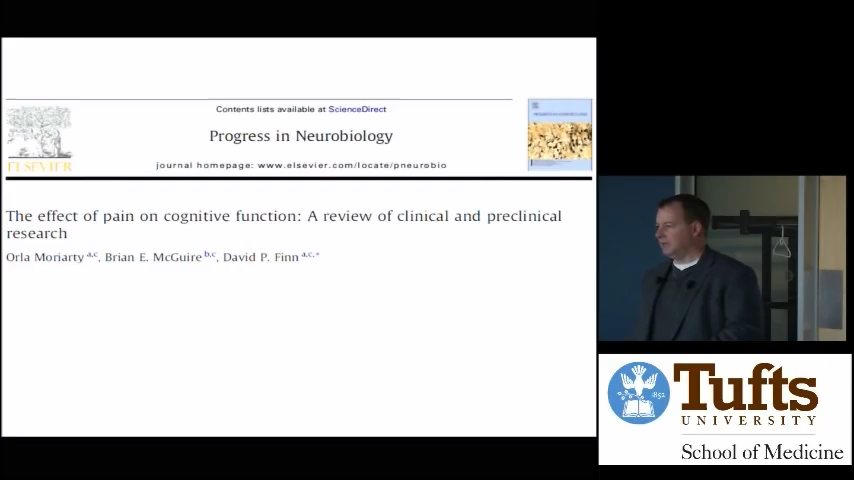 Contents lists available at ScienceDirect
Progress in Neurobiology
journal homepage: www.elsevier.com/locate/pneurobio
ELSEVIER
The effect of pain on cognitive function: A review of clinical and preclinical
research
Orla Moriarty a,c, Brian E. McGuire b,c, David P. Finn a,c,*
1852
Tufts
UNIVERSITY
School of Medicine